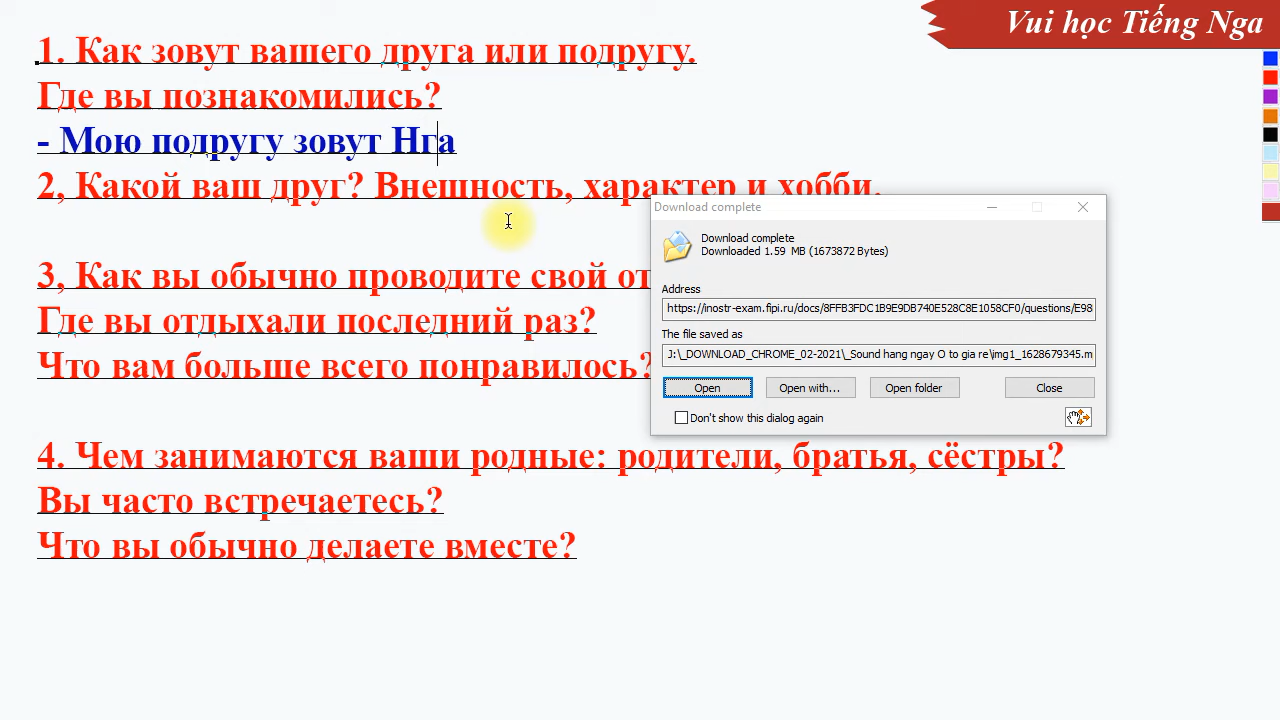 Vui học Tiếng Nga
1. Как зовут вашего друга или подругу.
Где вы познакомились?
- Мою подругу зовут Нга
2, Какой ваш друг? Внешность, характер и хобби.
3, Как вы обычно проводите свой от
Где вы отдыхали последний раз?
Что вам больше всего понравилось?
4. Чем занимаются ваши родные: родители, братья, сёстры?
Вы часто встречаетесь?
Что вы обычно делаете вместе?
Download complete
Download complete
Downloaded 1.59 MB (1673872 Bytes)
Address
https://inostr-exam.fipi.ru/docs/8FFB3FDC1B9E9DB740E528C8E1058CF0/questions/E98
The file saved as
J:\_DOWNLOAD_CHROME_02-2021\_Sound hang ngay O to gia re\img1_1628679345.m
Open
Open with...
Open folder
Close
Don't show this dialog again